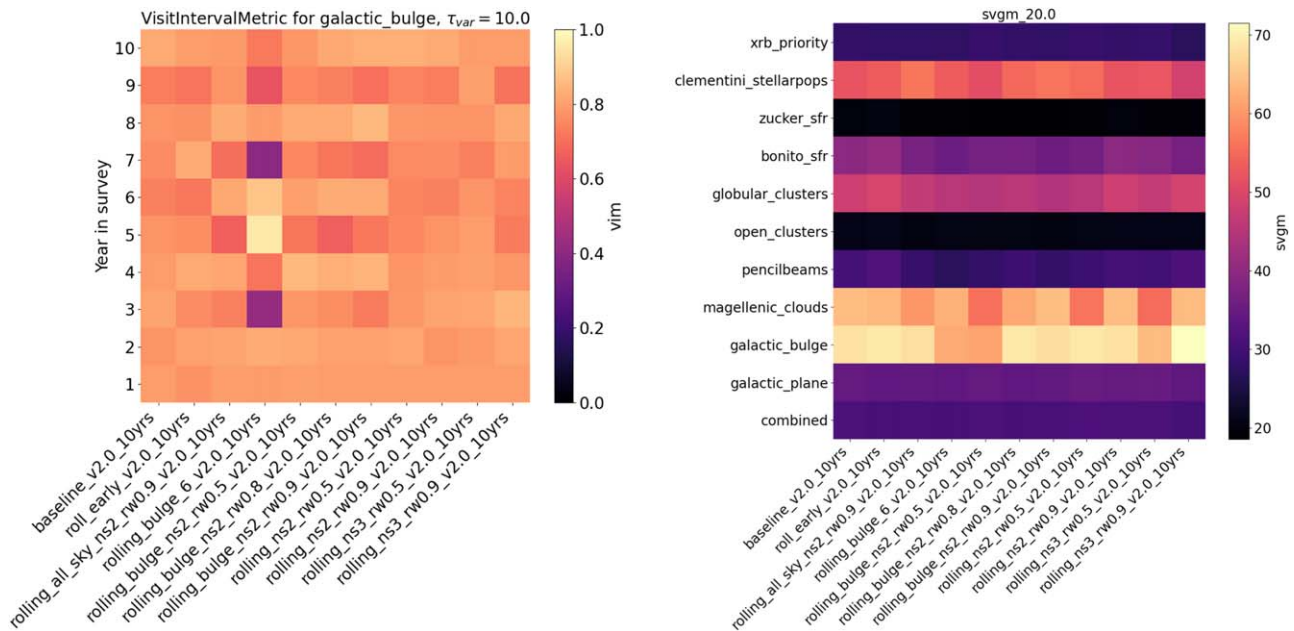 VisitIntervalMetric for galactic_bulge, τvar = 10.0
10
9
8
7
6
5
4
3
2
1
Year in survey
baseline_v2.0_10yrs
roll_early_v2.0_10yrs
rolling_all_sky_ns2_rw0.9_v2.0_10yrs
rolling_bulge_6_v2.0_10yrs
rolling_bulge_ns2_rw0.5_v2.0_10yrs
rolling_bulge_ns2_rw0.8_v2.0_10yrs
rolling_bulge_ns2_rw0.9_v2.0_10yrs
rolling_ns2_rw0.5_v2.0_10yrs
rolling_ns2_rw0.9_v2.0_10yrs
rolling_ns3_rw0.5_v2.0_10yrs
rolling_ns3_rw0.9_v2.0_10yrs
1.0
0.8
0.6
0.4
0.2
0.0
vim
svgm_20.0
xrb_priority
clementini_stellarpops
zucker_sfr
bonito_sfr
globular_clusters
open_clusters
pencilbeams
magellenic_clouds
galactic_bulge
galactic_plane
combined
baseline_v2.0_10yrs
roll_early_v2.0_10yrs
rolling_all_sky_ns2_rw0.9_v2.0_10yrs
rolling_bulge_6_v2.0_10yrs
rolling_bulge_ns2_rw0.5_v2.0_10yrs
rolling_bulge_ns2_rw0.8_v2.0_10yrs
rolling_bulge_ns2_rw0.9_v2.0_10yrs
rolling_ns2_rw0.5_v2.0_10yrs
rolling_ns2_rw0.9_v2.0_10yrs
rolling_ns3_rw0.5_v2.0_10yrs
rolling_ns3_rw0.9_v2.0_10yrs
70
60
50
40
30
20
svgm